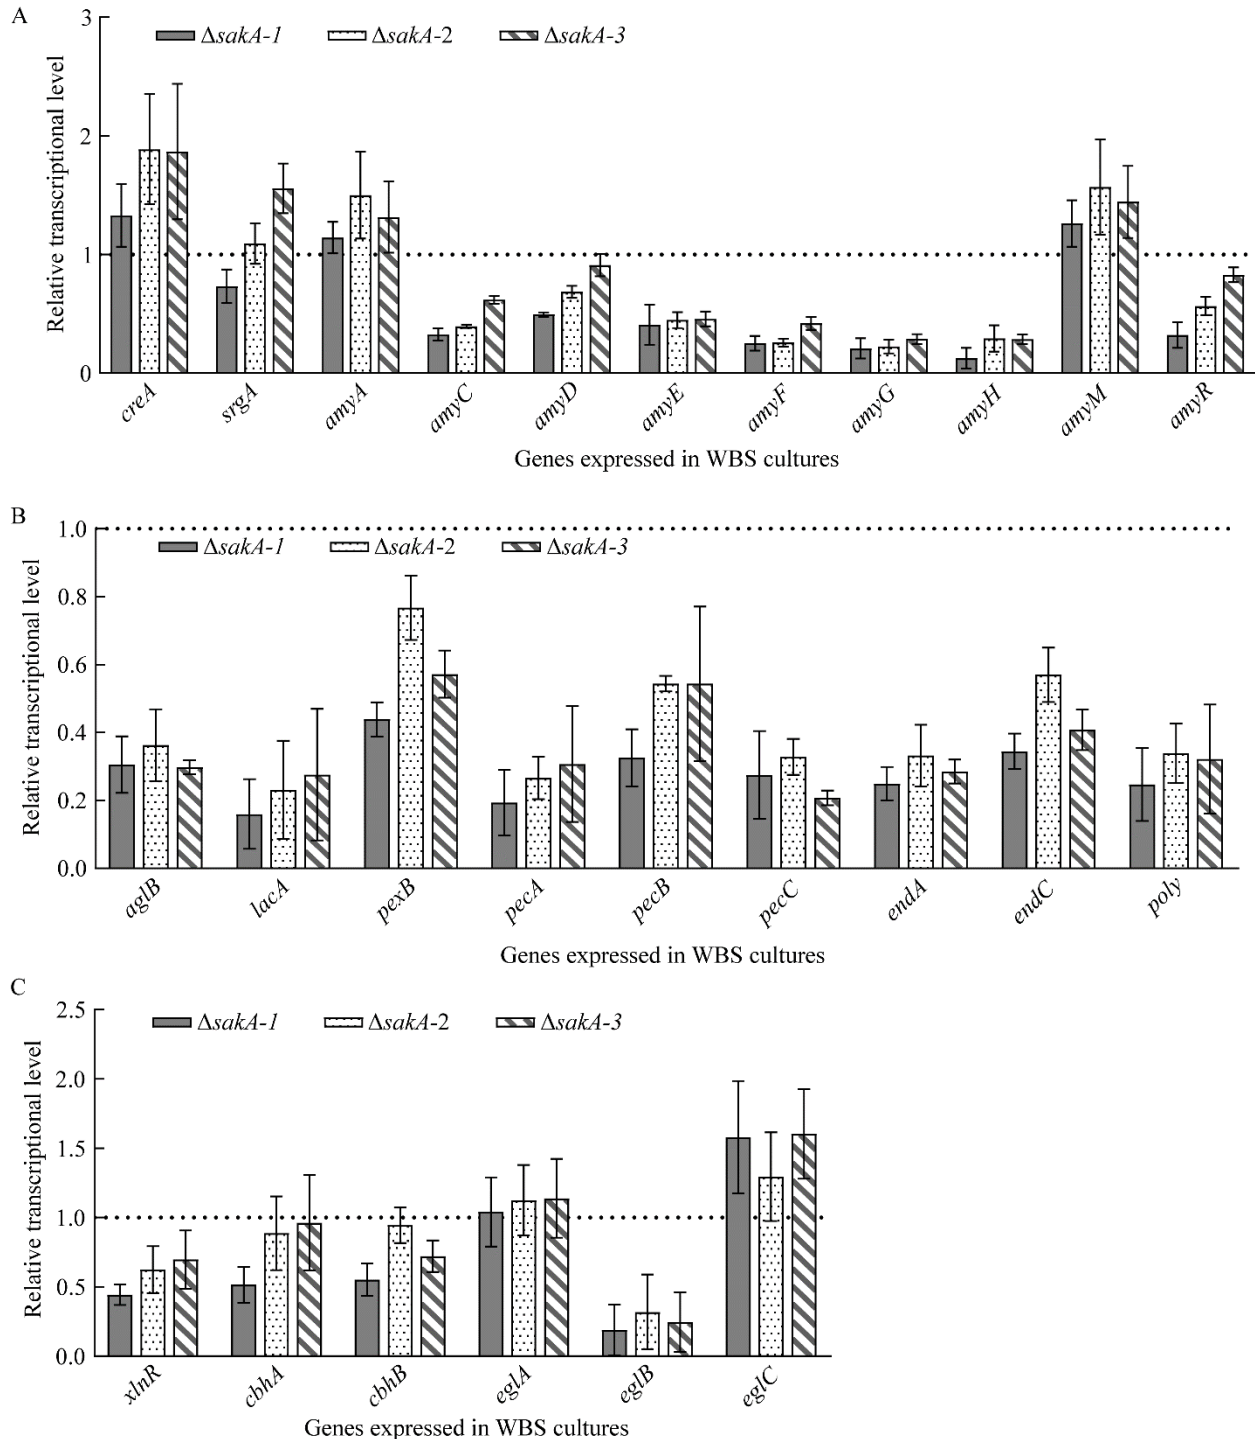 A
3
ΔsakA-1 ΔsakA-2 ΔsakA-3
2
1
0
Relative transcriptional level
creA srgA amyA amyC amyD amyE amyF amyG amyH amyM amyR
Genes expressed in WBS cultures
B
1.0
ΔsakA-1 ΔsakA-2 ΔsakA-3
0.8
0.6
0.4
0.2
0.0
Relative transcriptional level
aglB lacA pexB pecA pecB pecC endA endC poly
Genes expressed in WBS cultures
C
2.5
ΔsakA-1 ΔsakA-2 ΔsakA-3
2.0
1.5
1.0
0.5
0.0
Relative transcriptional level
xlnR cbhA cbhB eglA eglB eglC
Genes expressed in WBS cultures